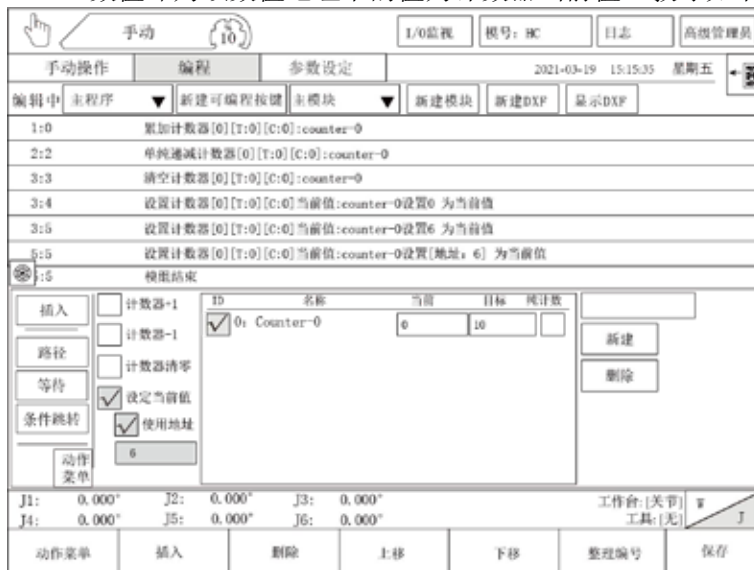 手动 10 I/O监视 模号: HC 日志 高级管理员
手动操作 编程 参数设定 2021-03-19 15:15:35 星期五
编辑中 主程序 新建可编程按键 主模块 新建模块 新建DXF 显示DXF
1:0 累加计数器[0][T:0][C:0]:counter-0
2:2 单纯递减计数器[0][T:0][C:0]:counter-0
3:3 清空计数器[0][T:0][C:0]:counter-0
3:4 设置计数器[0][T:0][C:0]当前值:counter-0设置0 为当前值
3:5 设置计数器[0][T:0][C:0]当前值:counter-0设置6 为当前值
5:5 设置计数器[0][T:0][C:0]当前值:counter-0设置[地址: 6] 为当前值
:5 模组结束
插入 计数器+1 ID 名称 当前 目标 纯计数
0: Counter-0 0 10
计数器-1 新建
路径 计数器清零
等待 设定当前值 删除
条件跳转 使用地址
6
动作菜单
J1: 0.000° J2: 0.000° J3: 0.000° 工作台:[关节] T
J4: 0.000° J5: 0.000° J6: 0.000° 工具:[无] J
动作菜单 插入 删除 上移 下移 整理编号 保存